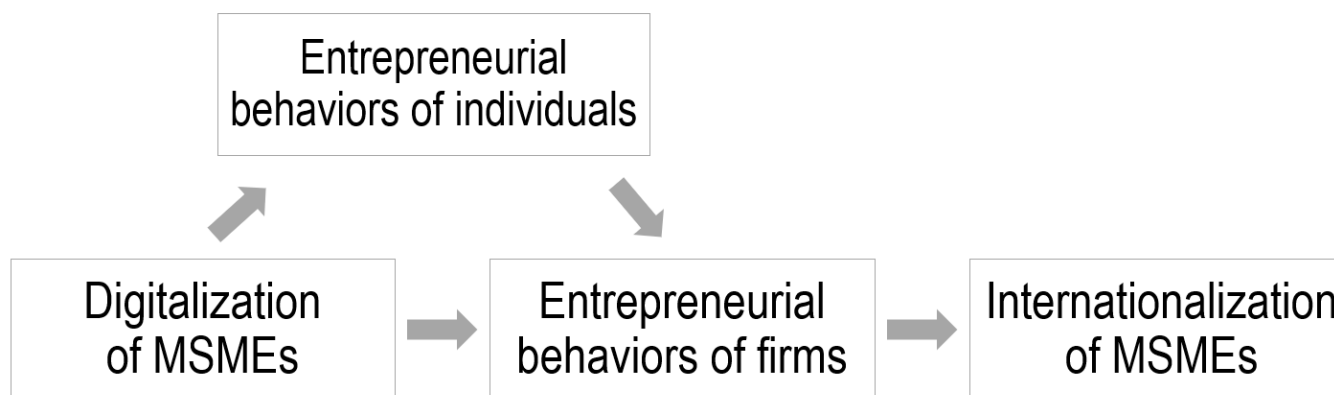 Entrepreneurial
behaviors of individuals
Digitalization
of MSMEs
Entrepreneurial
behaviors of firms
Internationalization
of MSMEs